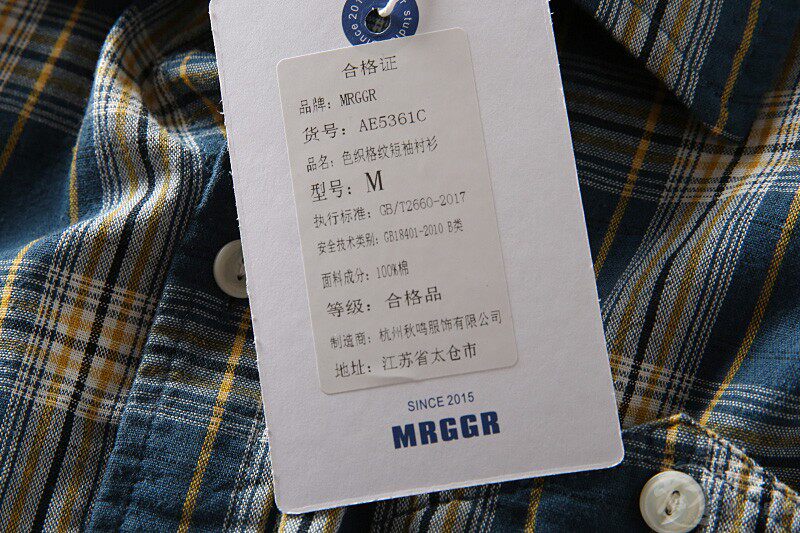 合格证
品牌: MRGGR
货号: AE5361C
品名: 色织格纹短袖衬衫
型号: M
执行标准: GB/T2660-2017
安全技术类别: GB18401-2010 B类
面料成分: 100%棉
等级: 合格品
制造商: 杭州秋鸣服饰有限公司
地址: 江苏省太仓市
SINCE 2015
MRGGR